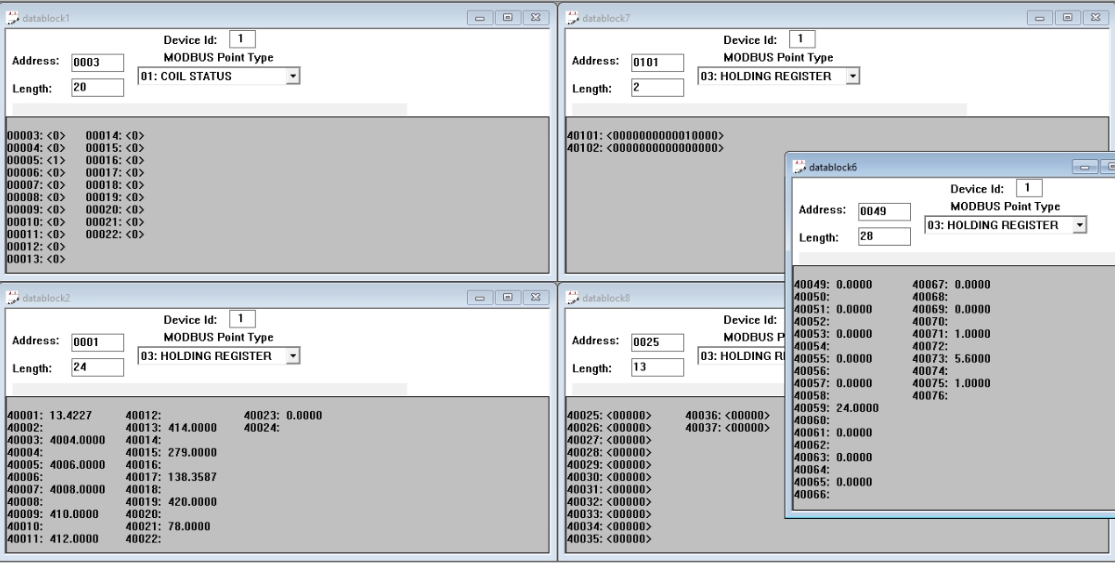 datablock1
Device Id: 1
Address: 0003 MODBUS Point Type
01: COIL STATUS
Length: 20
00003: <0> 00014: <0>
00004: <0> 00015: <0>
00005: <1> 00016: <0>
00006: <0> 00017: <0>
00007: <0> 00018: <0>
00008: <0> 00019: <0>
00009: <0> 00020: <0>
00010: <0> 00021: <0>
00011: <0> 00022: <0>
00012: <0>
00013: <0>
datablock7
Device Id: 1
Address: 0101 MODBUS Point Type
03: HOLDING REGISTER
Length: 2
40101: <0000000000010000>
40102: <0000000000000000>
datablock6
Device Id: 1
Address: 0049 MODBUS Point Type
03: HOLDING REGISTER
Length: 28
40049: 0.0000 40067: 0.0000
40050: 40068:
40051: 0.0000 40069: 0.0000
40052: 40070:
40053: 0.0000 40071: 1.0000
40054: 40072:
40055: 0.0000 40073: 5.6000
40056: 40074:
40057: 0.0000 40075: 1.0000
40058: 40076:
40059: 24.0000
40060:
40061: 0.0000
40062:
40063: 0.0000
40064:
40065: 0.0000
40066:
datablock2
Device Id: 1
Address: 0001 MODBUS Point Type
03: HOLDING REGISTER
Length: 24
40001: 13.4227 40012: 40023: 0.0000
40002: 40013: 414.0000 40024:
40003: 4004.0000 40014:
40004: 40015: 279.0000
40005: 4006.0000 40016:
40006: 40017: 138.3587
40007: 4008.0000 40018:
40008: 40019: 420.0000
40009: 410.0000 40020:
40010: 40021: 78.0000
40011: 412.0000 40022:
datablock8
Device Id:
Address: 0025 MODBUS P
03: HOLDING R
Length: 13
40025: <00000> 40036: <00000>
40026: <00000> 40037: <00000>
40027: <00000>
40028: <00000>
40029: <00000>
40030: <00000>
40031: <00000>
40032: <00000>
40033: <00000>
40034: <00000>
40035: <00000>